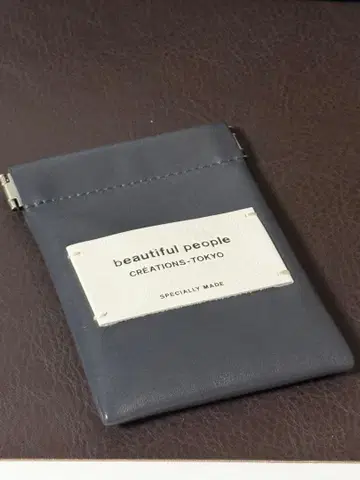 beautiful people
CRÉATIONS-TOKYO
SPECIALLY MADE